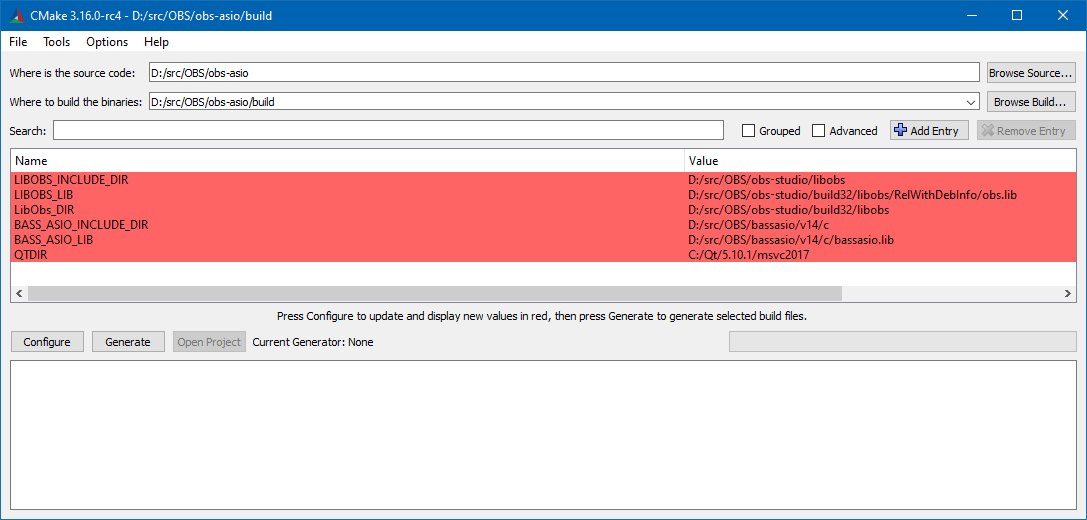 CMake 3.16.0-rc4 - D:/src/OBS/obs-asio/build
File Tools Options Help
Where is the source code: D:/src/OBS/obs-asio Browse Source...
Where to build the binaries: D:/src/OBS/obs-asio/build Browse Build...
Search: Grouped Advanced Add Entry Remove Entry
Name Value
LIBOBS_INCLUDE_DIR D:/src/OBS/obs-studio/libobs
LIBOBS_LIB D:/src/OBS/obs-studio/build32/libobs/RelWithDebInfo/obs.lib
LibObs_DIR D:/src/OBS/obs-studio/build32/libobs
BASS_ASIO_INCLUDE_DIR D:/src/OBS/bassasio/v14/c
BASS_ASIO_LIB D:/src/OBS/bassasio/v14/c/bassasio.lib
QTDIR C:/Qt/5.10.1/msvc2017
Press Configure to update and display new values in red, then press Generate to generate selected build files.
Configure Generate Open Project Current Generator: None